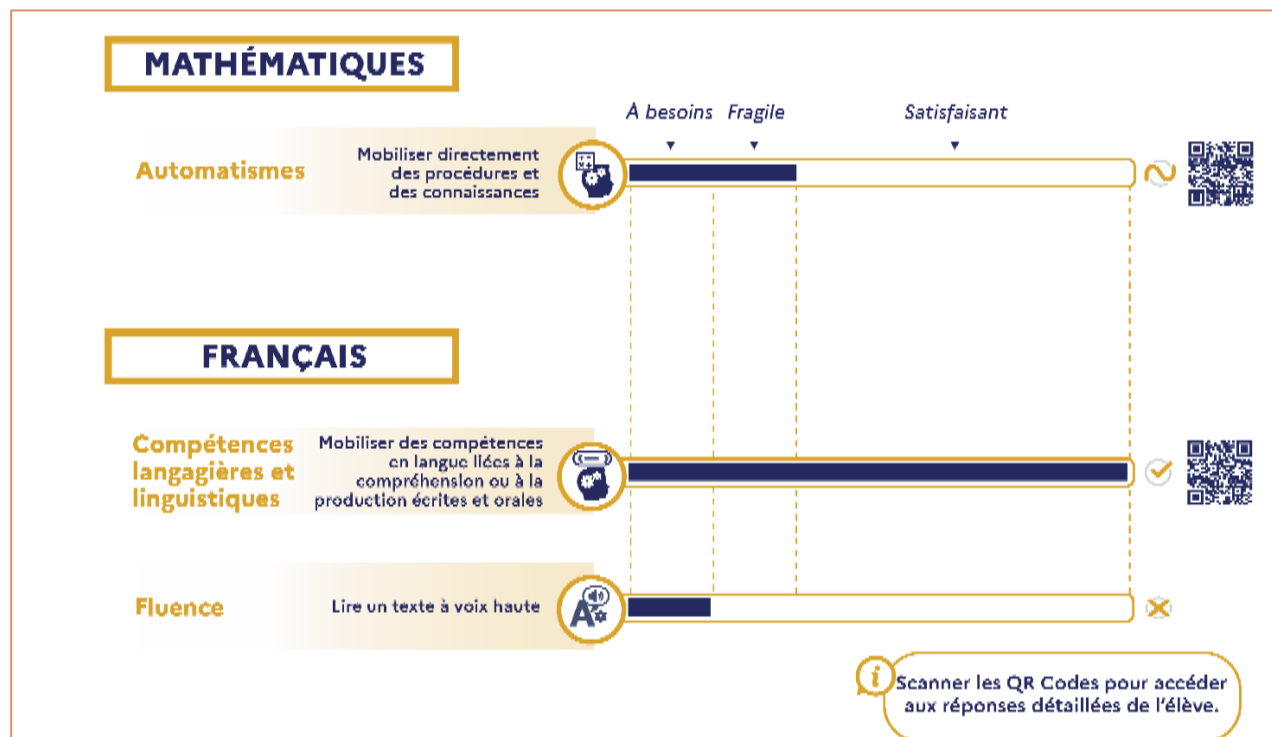 MATHÉMATIQUES
À besoins Fragile Satisfaisant
Automatismes
Mobiliser directement
des procédures et
des connaissances
FRANÇAIS
Compétences
langagières et
linguistiques
Mobiliser des compétences
en langue liées à la
compréhension ou à la
production écrites et orales
Fluence
Lire un texte à voix haute
A
i
Scanner les QR Codes pour accéder
aux réponses détaillées de l'élève.